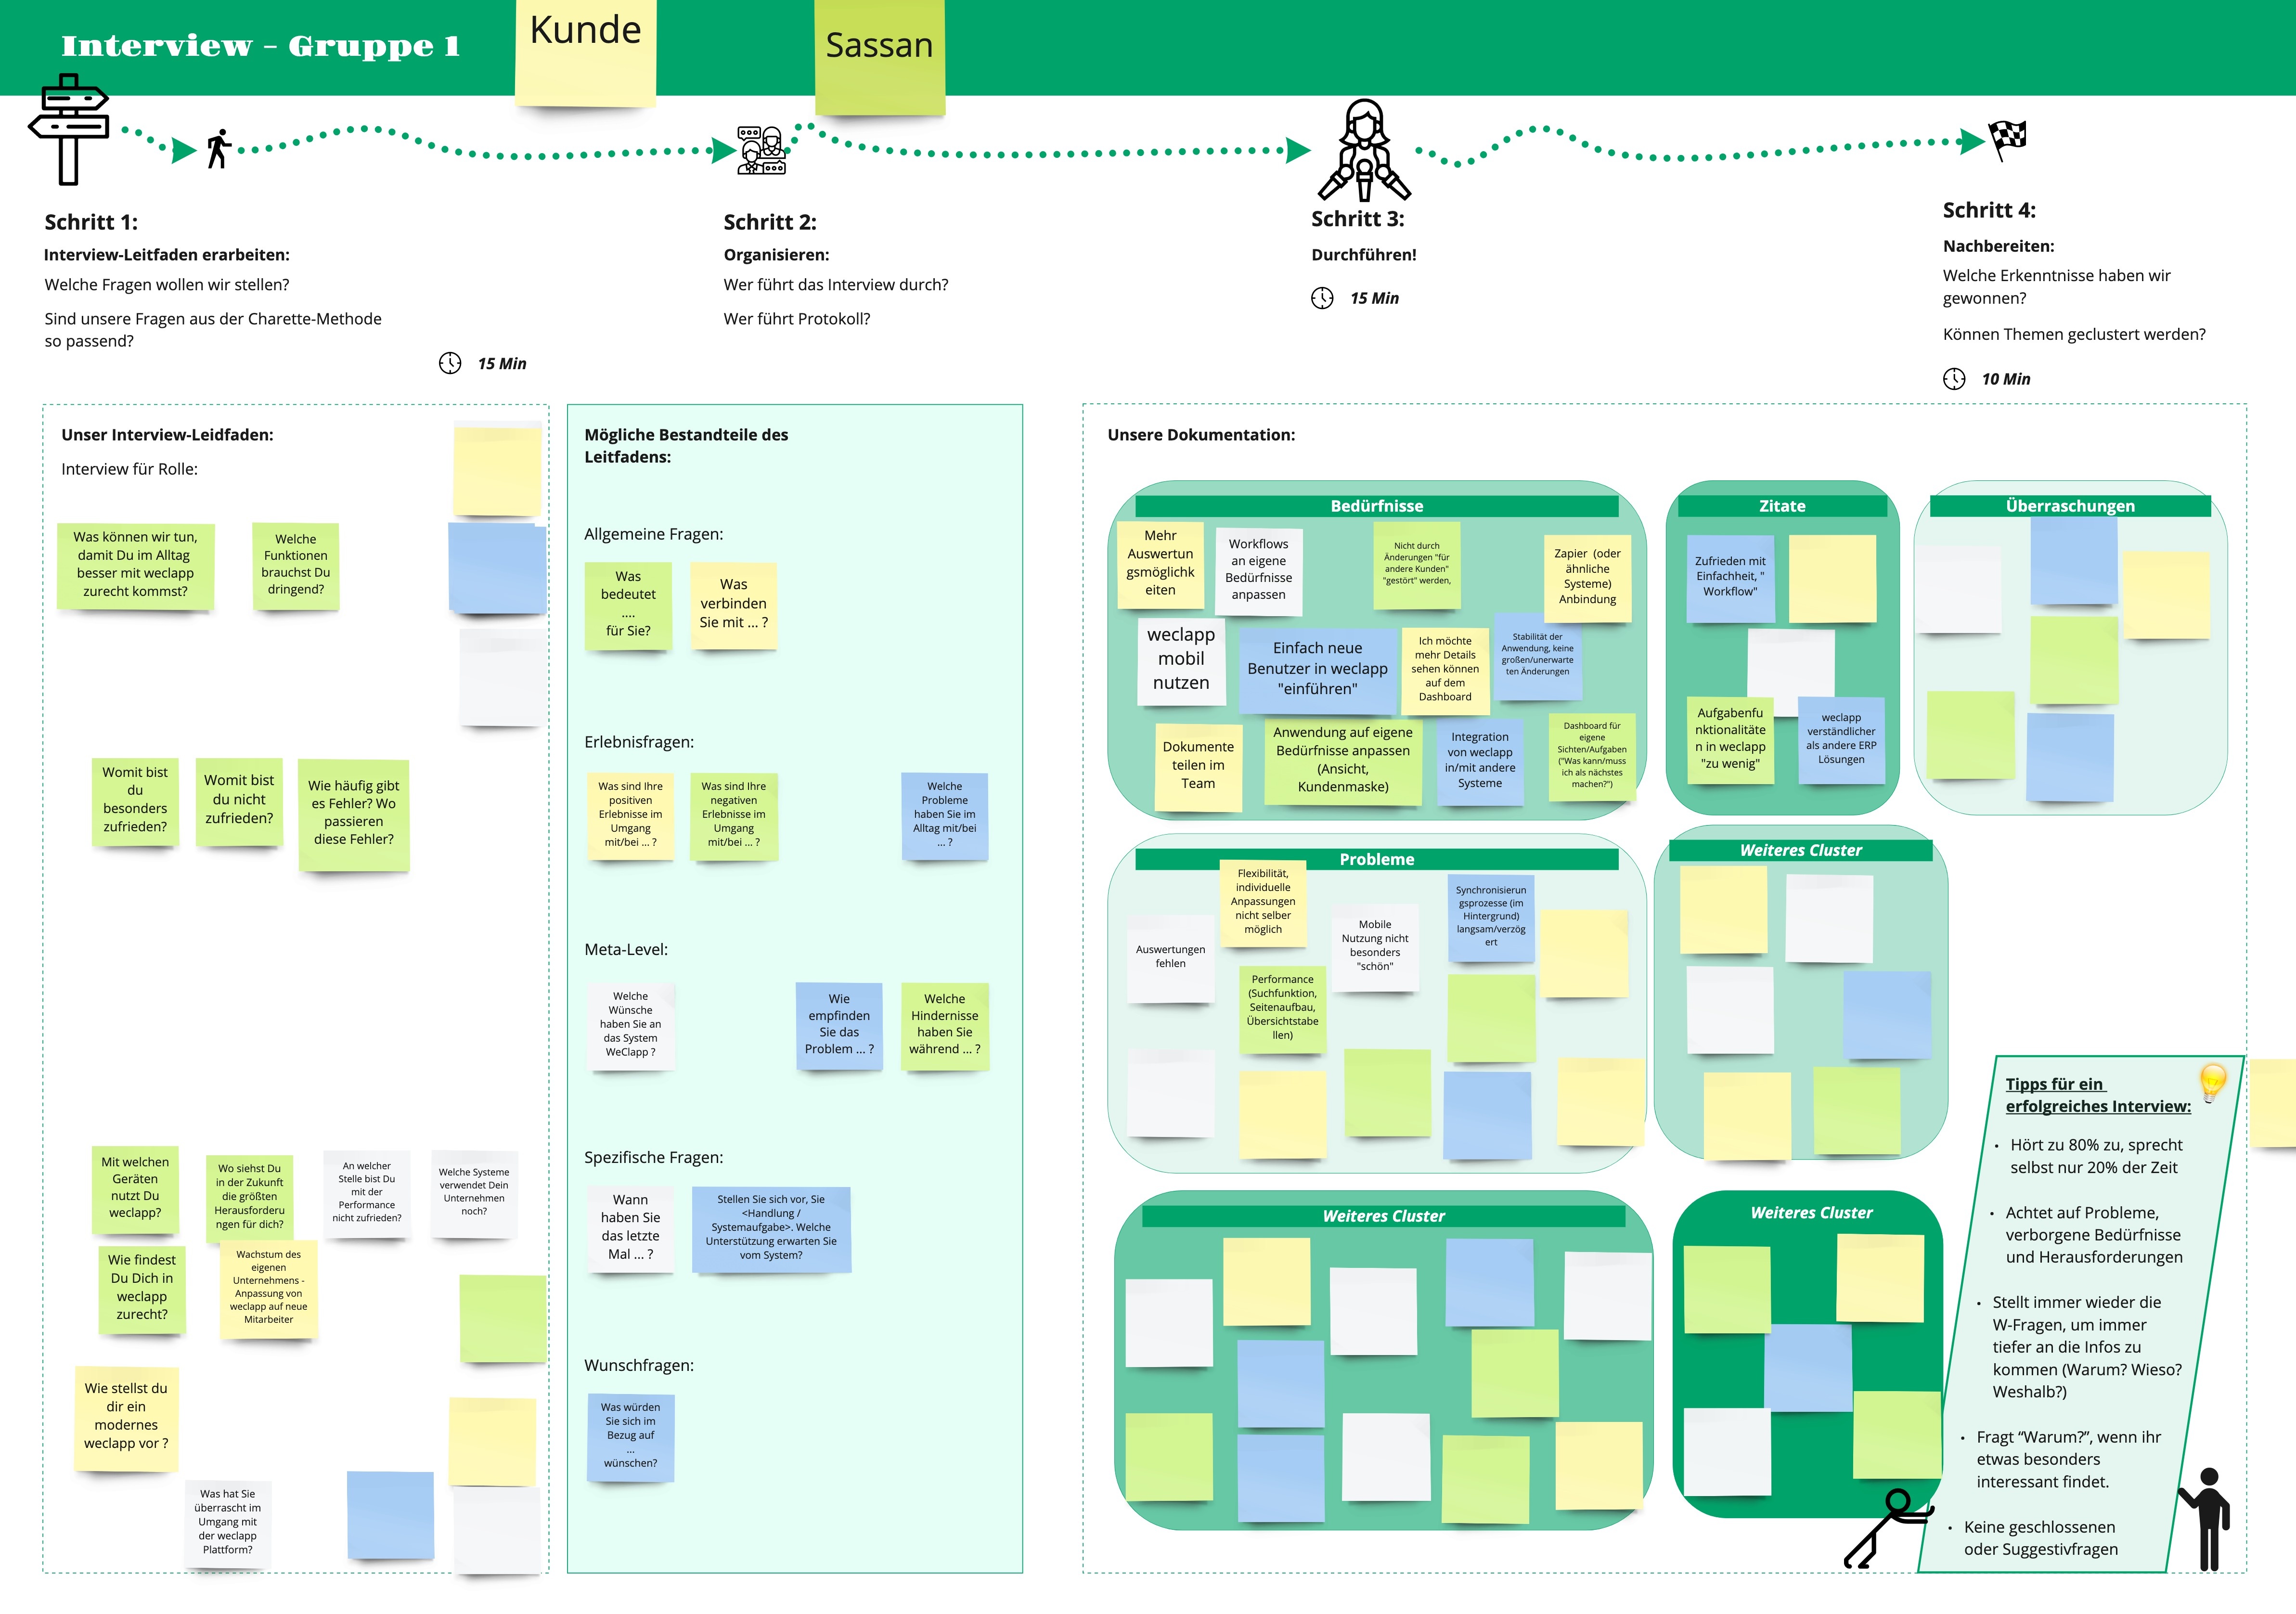 Interview - Gruppe 1
Kunde
Sassan
Schritt 1:
Interview-Leitfaden erarbeiten:
Welche Fragen wollen wir stellen?
Sind unsere Fragen aus der Charette-Methode
so passend?
15 Min
Schritt 2:
Organisieren:
Wer führt das Interview durch?
Wer führt Protokoll?
Schritt 3:
Durchführen!
15 Min
Schritt 4:
Nachbereiten:
Welche Erkenntnisse haben wir
gewonnen?
Können Themen geclustert werden?
10 Min
Unser Interview-Leidfaden:
Interview für Rolle:
Was können wir tun,
damit Du im Alltag
besser mit weclapp
zurecht kommst?
Welche
Funktionen
brauchst Du
dringend?
Womit bist
du
besonders
zufrieden?
Womit bist
du nicht
zufrieden?
Wie häufig gibt
es Fehler? Wo
passieren
diese Fehler?
Mit welchen
Geräten
nutzt Du
weclapp?
Wo siehst Du
in der Zukunft
die größten
Herausforderu
ngen für dich?
An welcher
Stelle bist Du
mit der
Performance
nicht zufrieden?
Welche Systeme
verwendet Dein
Unternehmen
noch?
Wie findest
Du Dich in
weclapp
zurecht?
Wachstum des
eigenen
Unternehmens -
Anpassung von
weclapp auf neue
Mitarbeiter
Wie stellst du
dir ein
modernes
weclapp vor ?
Was hat Sie
überrascht im
Umgang mit
der weclapp
Plattform?
Mögliche Bestandteile des
Leitfadens:
Allgemeine Fragen:
Was
bedeutet
....
für Sie?
Was
verbinden
Sie mit ... ?
Erlebnisfragen:
Was sind Ihre
positiven
Erlebnisse im
Umgang
mit/bei ... ?
Was sind Ihre
negativen
Erlebnisse im
Umgang
mit/bei ... ?
Welche
Probleme
haben Sie im
Alltag mit/bei
... ?
Meta-Level:
Welche
Wünsche
haben Sie an
das System
WeClapp ?
Wie
empfinden
Sie das
Problem ... ?
Welche
Hindernisse
haben Sie
während ... ?
Spezifische Fragen:
Wann
haben Sie
das letzte
Mal ... ?
Stellen Sie sich vor, Sie
<Handlung /
Systemaufgabe>. Welche
Unterstützung erwarten Sie
vom System?
Wunschfragen:
Was würden
Sie sich im
Bezug auf
...
wünschen?
Unsere Dokumentation:
Bedürfnisse
Mehr
Auswertun
gsmöglichk
eiten
Workflows
an eigene
Bedürfnisse
anpassen
Nicht durch
Änderungen "für
andere Kunden"
"gestört" werden,
Zapier (oder
ähnliche
Systeme)
Anbindung
weclapp
mobil
nutzen
Einfach neue
Benutzer in weclapp
"einführen"
Ich möchte
mehr Details
sehen können
auf dem
Dashboard
Stabilität der
Anwendung, keine
großen/unerwarte
ten Änderungen
Dokumente
teilen im
Team
Anwendung auf eigene
Bedürfnisse anpassen
(Ansicht,
Kundenmaske)
Integration
von weclapp
in/mit andere
Systeme
Dashboard für
eigene
Sichten/Aufgaben
("Was kann/muss
ich als nächstes
machen?")
Zitate
Zufrieden mit
Einfachheit, "
Workflow"
Aufgabenfu
nktionalitäte
n in weclapp
"zu wenig"
weclapp
verständlicher
als andere ERP
Lösungen
Überraschungen
Probleme
Auswertungen
fehlen
Flexibilität,
individuelle
Anpassungen
nicht selber
möglich
Mobile
Nutzung nicht
besonders
"schön"
Synchronisierun
gsprozesse (im
Hintergrund)
langsam/verzög
ert
Performance
(Suchfunktion,
Seitenaufbau,
Übersichtstabe
llen)
Weiteres Cluster
Weiteres Cluster
Weiteres Cluster
Tipps für ein
erfolgreiches Interview:
• Hört zu 80% zu, sprecht
selbst nur 20% der Zeit
• Achtet auf Probleme,
verborgene Bedürfnisse
und Herausforderungen
• Stellt immer wieder die
W-Fragen, um immer
tiefer an die Infos zu
kommen (Warum? Wieso?
Weshalb?)
• Fragt “Warum?”, wenn ihr
etwas besonders
interessant findet.
• Keine geschlossenen
oder Suggestivfragen